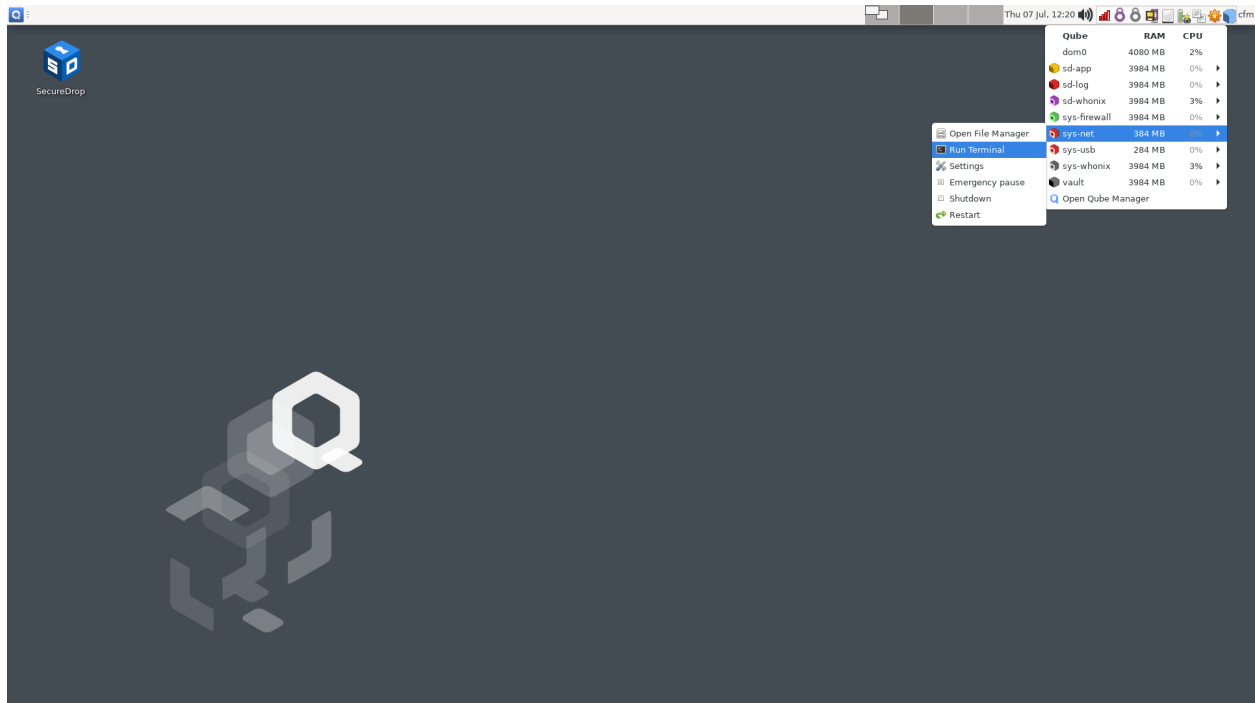 Thu 07 Jul, 12:20 cfm
SecureDrop
Qube RAM CPU
dom0 4080 MB 2%
sd-app 3984 MB 0%
sd-log 3984 MB 0%
sd-whonix 3984 MB 3%
sys-firewall 3984 MB 0%
sys-net 384 MB 0%
sys-usb 284 MB 0%
sys-whonix 3984 MB 3%
vault 3984 MB 0%
Open Qube Manager
Open File Manager
Run Terminal
Settings
Emergency pause
Shutdown
Restart